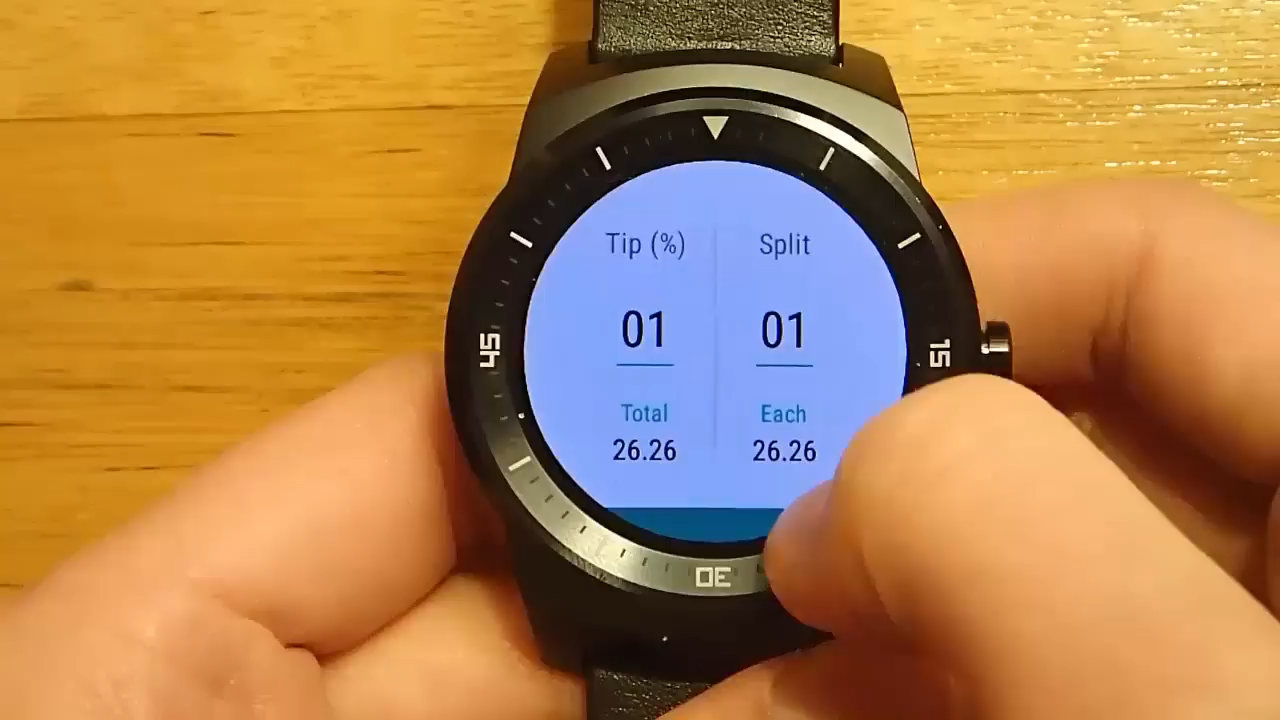 Tip (%) Split
01 01
Total Each
26.26 26.26
45 15
30